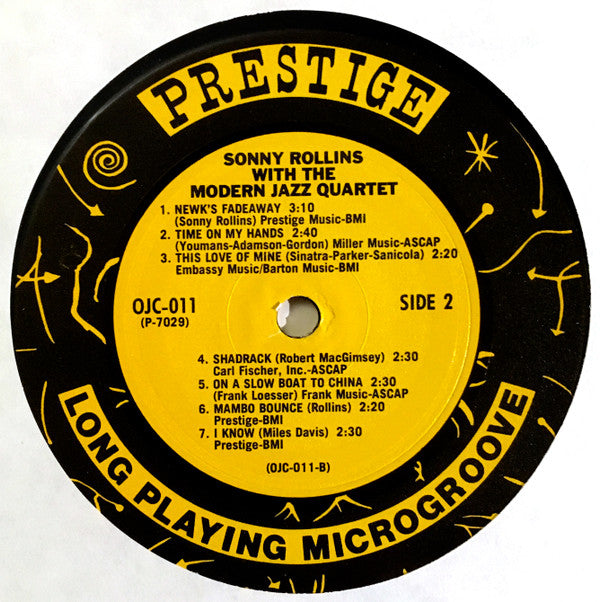 PRESTIGE
SONNY ROLLINS
WITH THE
MODERN JAZZ QUARTET
1. NEWK'S FADEAWAY 3:10
(Sonny Rollins) Prestige Music-BMI
2. TIME ON MY HANDS 2:40
(Youmans-Adamson-Gordon) Miller Music-ASCAP
3. THIS LOVE OF MINE (Sinatra-Parker-Sanicola) 2:20
Embassy Music/Barton Music-BMI
OJC-011 SIDE 2
(P-7029)
4. SHADRACK (Robert MacGimsey) 2:30
Carl Fischer, Inc.-ASCAP
5. ON A SLOW BOAT TO CHINA 2:30
(Frank Loesser) Frank Music-ASCAP
6. MAMBO BOUNCE (Rollins) 2:20
Prestige-BMI
7. I KNOW (Miles Davis) 2:30
Prestige-BMI
(OJC-011-B)
LONG PLAYING MICROGROOVE